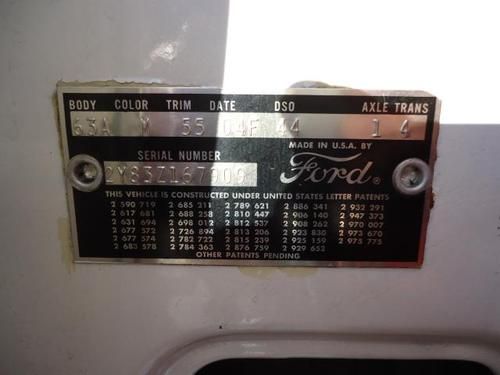 BODY COLOR TRIM DATE DSO AXLE TRANS
63A M 55 04F 44 1 4
SERIAL NUMBER MADE IN U.S.A. BY
2Y83Z167909 Ford ®
THIS VEHICLE IS CONSTRUCTED UNDER UNITED STATES LETTER PATENTS
2 590 719 2 685 211 2 789 621 2 886 341 2 932 291
2 617 681 2 688 258 2 810 447 2 906 140 2 947 373
2 631 694 2 698 012 2 812 537 2 908 262 2 970 007
2 677 572 2 726 894 2 813 206 2 923 830 2 973 670
2 677 574 2 782 722 2 815 239 2 925 159 2 975 775
2 683 578 2 784 363 2 876 759 2 929 652
OTHER PATENTS PENDING